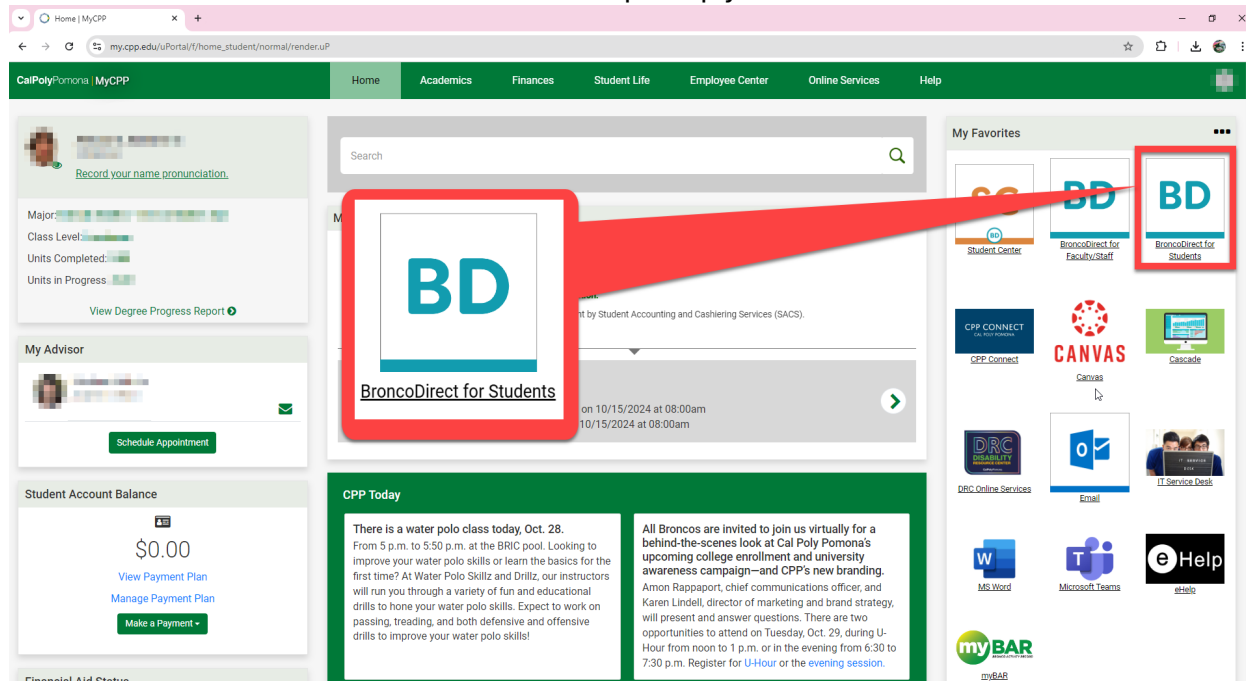 Home | MyCPP
my.cpp.edu/uPortal/f/home_student/normal/render.uP
CalPolyPomona | MyCPP
Home Academics Finances Student Life Employee Center Online Services Help
Record your name pronunciation.
Major:
Class Level:
Units Completed:
Units in Progress
View Degree Progress Report
My Advisor
Schedule Appointment
Student Account Balance
$0.00
View Payment Plan
Manage Payment Plan
Make a Payment
Search
BD
BroncoDirect for Students
nt by Student Accounting and Cashiering Services (SACS).
on 10/15/2024 at 08:00am
10/15/2024 at 08:00am
CPP Today
There is a water polo class today, Oct. 28.
From 5 p.m. to 5:50 p.m. at the BRIC pool. Looking to
improve your water polo skills or learn the basics for the
first time? At Water Polo Skillz and Drillz, our instructors
will run you through a variety of fun and educational
drills to hone your water polo skills. Expect to work on
passing, treading, and both defensive and offensive
drills to improve your water polo skills!
All Broncos are invited to join us virtually for a
behind-the-scenes look at Cal Poly Pomona's
upcoming college enrollment and university
awareness campaign—and CPP's new branding.
Amon Rappaport, chief communications officer, and
Karen Lindell, director of marketing and brand strategy,
will present and answer questions. There are two
opportunities to attend on Tuesday, Oct. 29, during U-
Hour from noon to 1 p.m. or in the evening from 6:30 to
7:30 p.m. Register for U-Hour or the evening session.
My Favorites
BD
Student Center
BD
BroncoDirect for
Faculty/Staff
BD
BroncoDirect for
Students
CPP CONNECT
CAL POLY POMONA
CPP Connect
CANVAS
Canvas
Cascade
DRC
DISABILITY
RESOURCE CENTER
DRC Online Services
Email
IT SERVICE
DESK
IT Service Desk
MS Word
Microsoft Teams
eHelp
eHelp
myBAR
myBAR